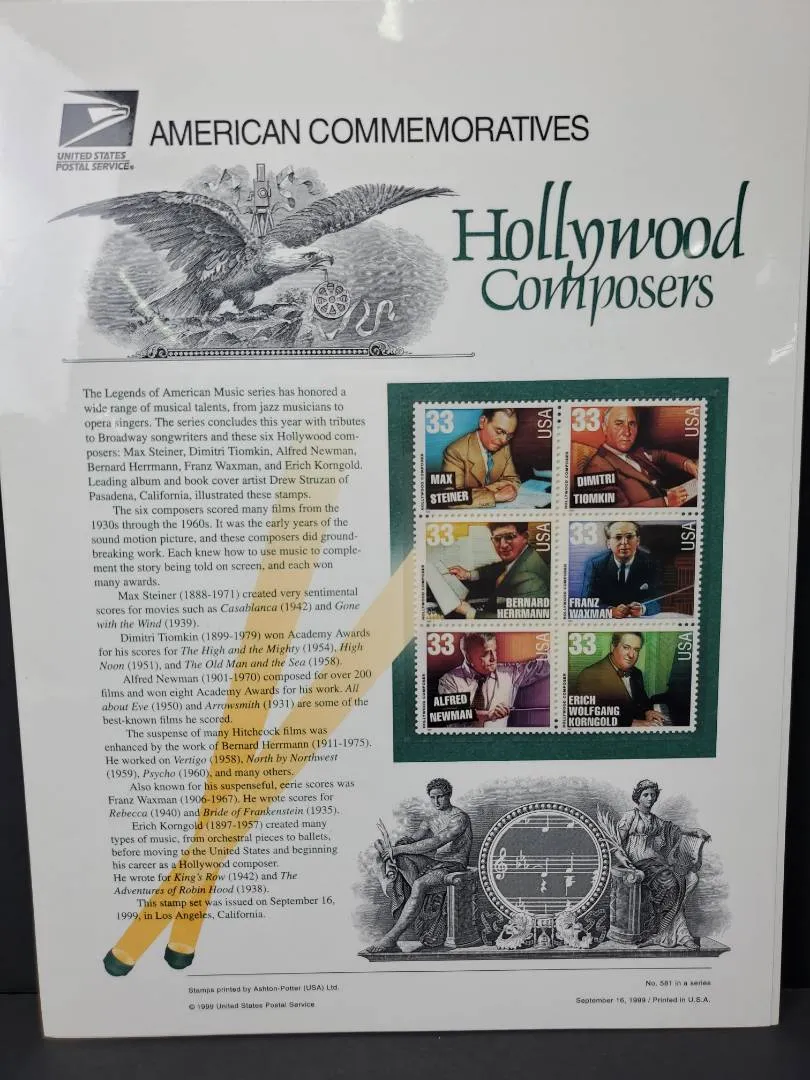 UNITED STATES
POSTAL SERVICE®
AMERICAN COMMEMORATIVES
Hollywood
Composers
The Legends of American Music series has honored a
wide range of musical talents, from jazz musicians to
opera singers. The series concludes this year with tributes
to Broadway songwriters and these six Hollywood com-
posers: Max Steiner, Dimitri Tiomkin, Alfred Newman,
Bernard Herrmann, Franz Waxman, and Erich Korngold.
Leading album and book cover artist Drew Struzan of
Pasadena, California, illustrated these stamps.
The six composers scored many films from the
1930s through the 1960s. It was the early years of the
sound motion picture, and these composers did ground-
breaking work. Each knew how to use music to comple-
ment the story being told on screen, and each won
many awards.
Max Steiner (1888-1971) created very sentimental
scores for movies such as Casablanca (1942) and Gone
with the Wind (1939).
Dimitri Tiomkin (1899-1979) won Academy Awards
for his scores for The High and the Mighty (1954), High
Noon (1951), and The Old Man and the Sea (1958).
Alfred Newman (1901-1970) composed for over 200
films and won eight Academy Awards for his work. All
about Eve (1950) and Arrowsmith (1931) are some of the
best-known films he scored.
The suspense of many Hitchcock films was
enhanced by the work of Bernard Herrmann (1911-1975).
He worked on Vertigo (1958), North by Northwest
(1959), Psycho (1960), and many others.
Also known for his suspenseful, eerie scores was
Franz Waxman (1906-1967). He wrote scores for
Rebecca (1940) and Bride of Frankenstein (1935).
Erich Korngold (1897-1957) created many
types of music, from orchestral pieces to ballets,
before moving to the United States and beginning
his career as a Hollywood composer.
He wrote for King's Row (1942) and The
Adventures of Robin Hood (1938).
This stamp set was issued on September 16,
1999, in Los Angeles, California.
33
USA
HOLLYWOOD COMPOSER
MAX
STEINER
33
USA
HOLLYWOOD COMPOSER
DIMITRI
TIOMKIN
33
USA
HOLLYWOOD COMPOSER
BERNARD
HERRMANN
33
USA
HOLLYWOOD COMPOSER
FRANZ
WAXMAN
33
USA
HOLLYWOOD COMPOSER
ALFRED
NEWMAN
33
USA
HOLLYWOOD COMPOSER
ERICH
WOLFGANG
KORNGOLD
Stamps printed by Ashton-Potter (USA) Ltd.
© 1999 United States Postal Service
No. 581 in a series
September 16, 1999 / Printed in U.S.A.